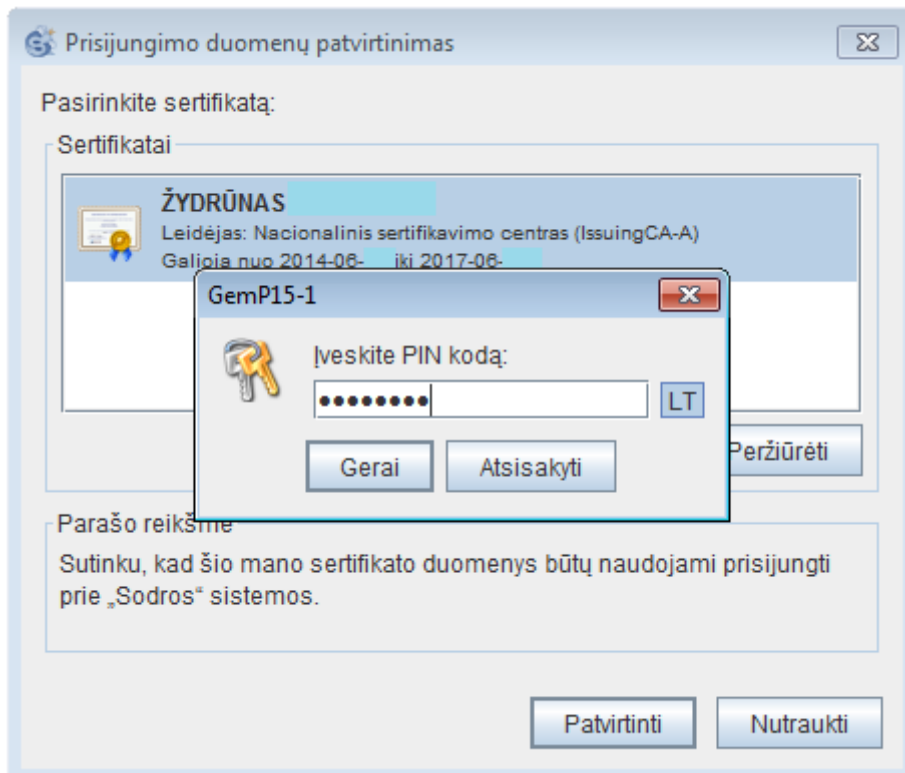 Prisijungimo duomenų patvirtinimas
Pasirinkite sertifikatą:
Sertifikatai
ŽYDRŪNAS
Leidėjas: Nacionalinis sertifikavimo centras (IssuingCA-A)
Galioja nuo 2014-06- iki 2017-06-
GemP15-1
Įveskite PIN kodą:
••••••••
LT
Gerai
Atsisakyti
Peržiūrėti
Parašo reikšmė
Sutinku, kad šio mano sertifikato duomenys būtų naudojami prisijungti
prie „Sodros“ sistemos.
Patvirtinti
Nutraukti